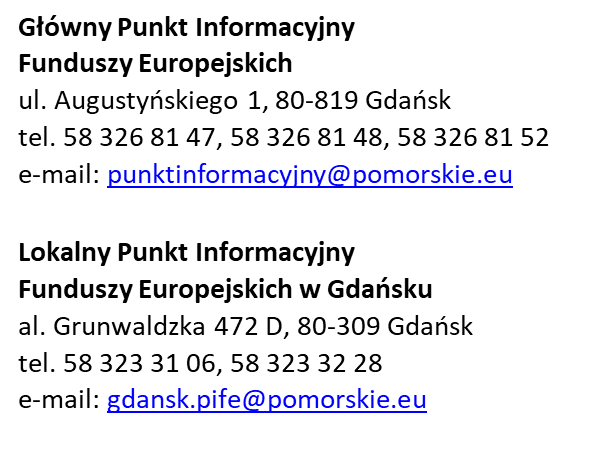 Główny Punkt Informacyjny
Funduszy Europejskich
ul. Augustyńskiego 1, 80-819 Gdańsk
tel. 58 326 81 47, 58 326 81 48, 58 326 81 52
e-mail: punktinformacyjny@pomorskie.eu
Lokalny Punkt Informacyjny
Funduszy Europejskich w Gdańsku
al. Grunwaldzka 472 D, 80-309 Gdańsk
tel. 58 323 31 06, 58 323 32 28
e-mail: gdansk.pife@pomorskie.eu